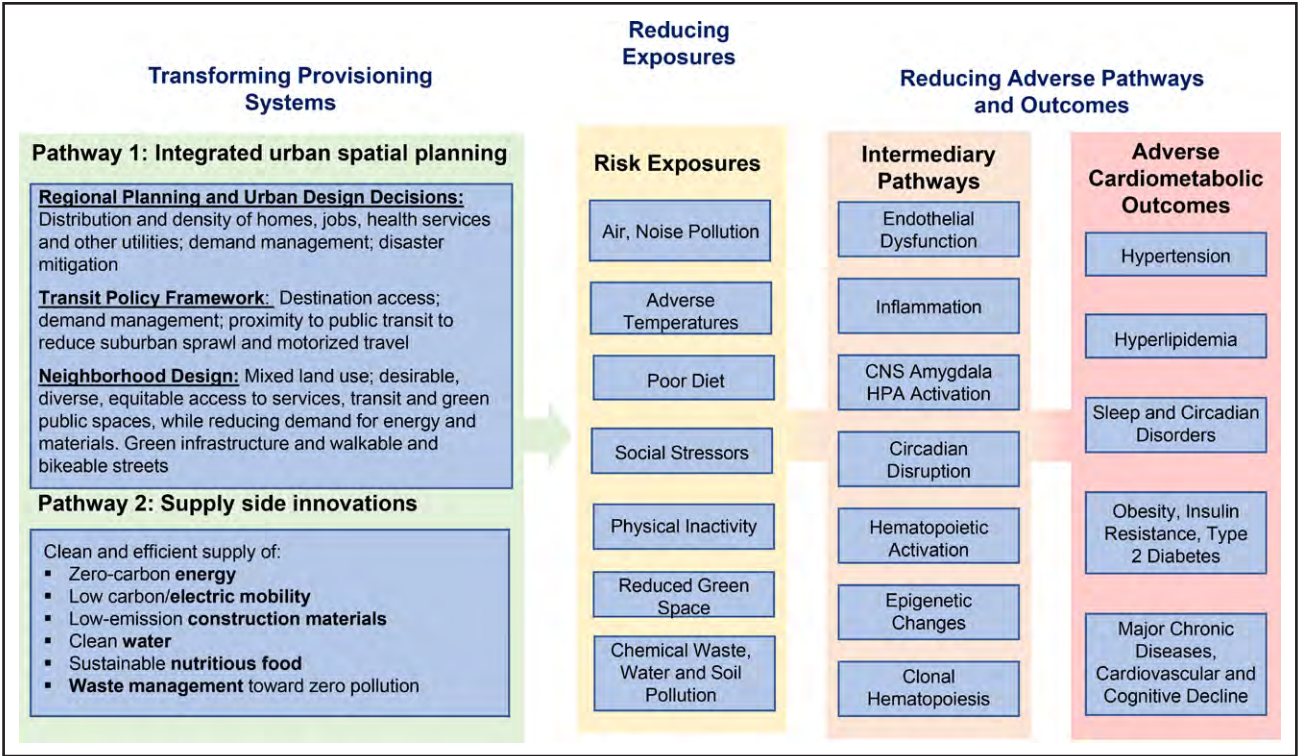 Transforming Provisioning
Systems
Reducing
Exposures
Reducing Adverse Pathways
and Outcomes
Pathway 1: Integrated urban spatial planning
Regional Planning and Urban Design Decisions:
Distribution and density of homes, jobs, health services
and other utilities; demand management; disaster
mitigation
Transit Policy Framework: Destination access;
demand management; proximity to public transit to
reduce suburban sprawl and motorized travel
Neighborhood Design: Mixed land use; desirable,
diverse, equitable access to services, transit and green
public spaces, while reducing demand for energy and
materials. Green infrastructure and walkable and
bikeable streets
Pathway 2: Supply side innovations
Clean and efficient supply of:
▪ Zero-carbon energy
▪ Low carbon/electric mobility
▪ Low-emission construction materials
▪ Clean water
▪ Sustainable nutritious food
▪ Waste management toward zero pollution
Risk Exposures
Air, Noise Pollution
Adverse
Temperatures
Poor Diet
Social Stressors
Physical Inactivity
Reduced Green
Space
Chemical Waste,
Water and Soil
Pollution
Intermediary
Pathways
Endothelial
Dysfunction
Inflammation
CNS Amygdala
HPA Activation
Circadian
Disruption
Hematopoietic
Activation
Epigenetic
Changes
Clonal
Hematopoiesis
Adverse
Cardiometabolic
Outcomes
Hypertension
Hyperlipidemia
Sleep and Circadian
Disorders
Obesity, Insulin
Resistance, Type
2 Diabetes
Major Chronic
Diseases,
Cardiovascular and
Cognitive Decline